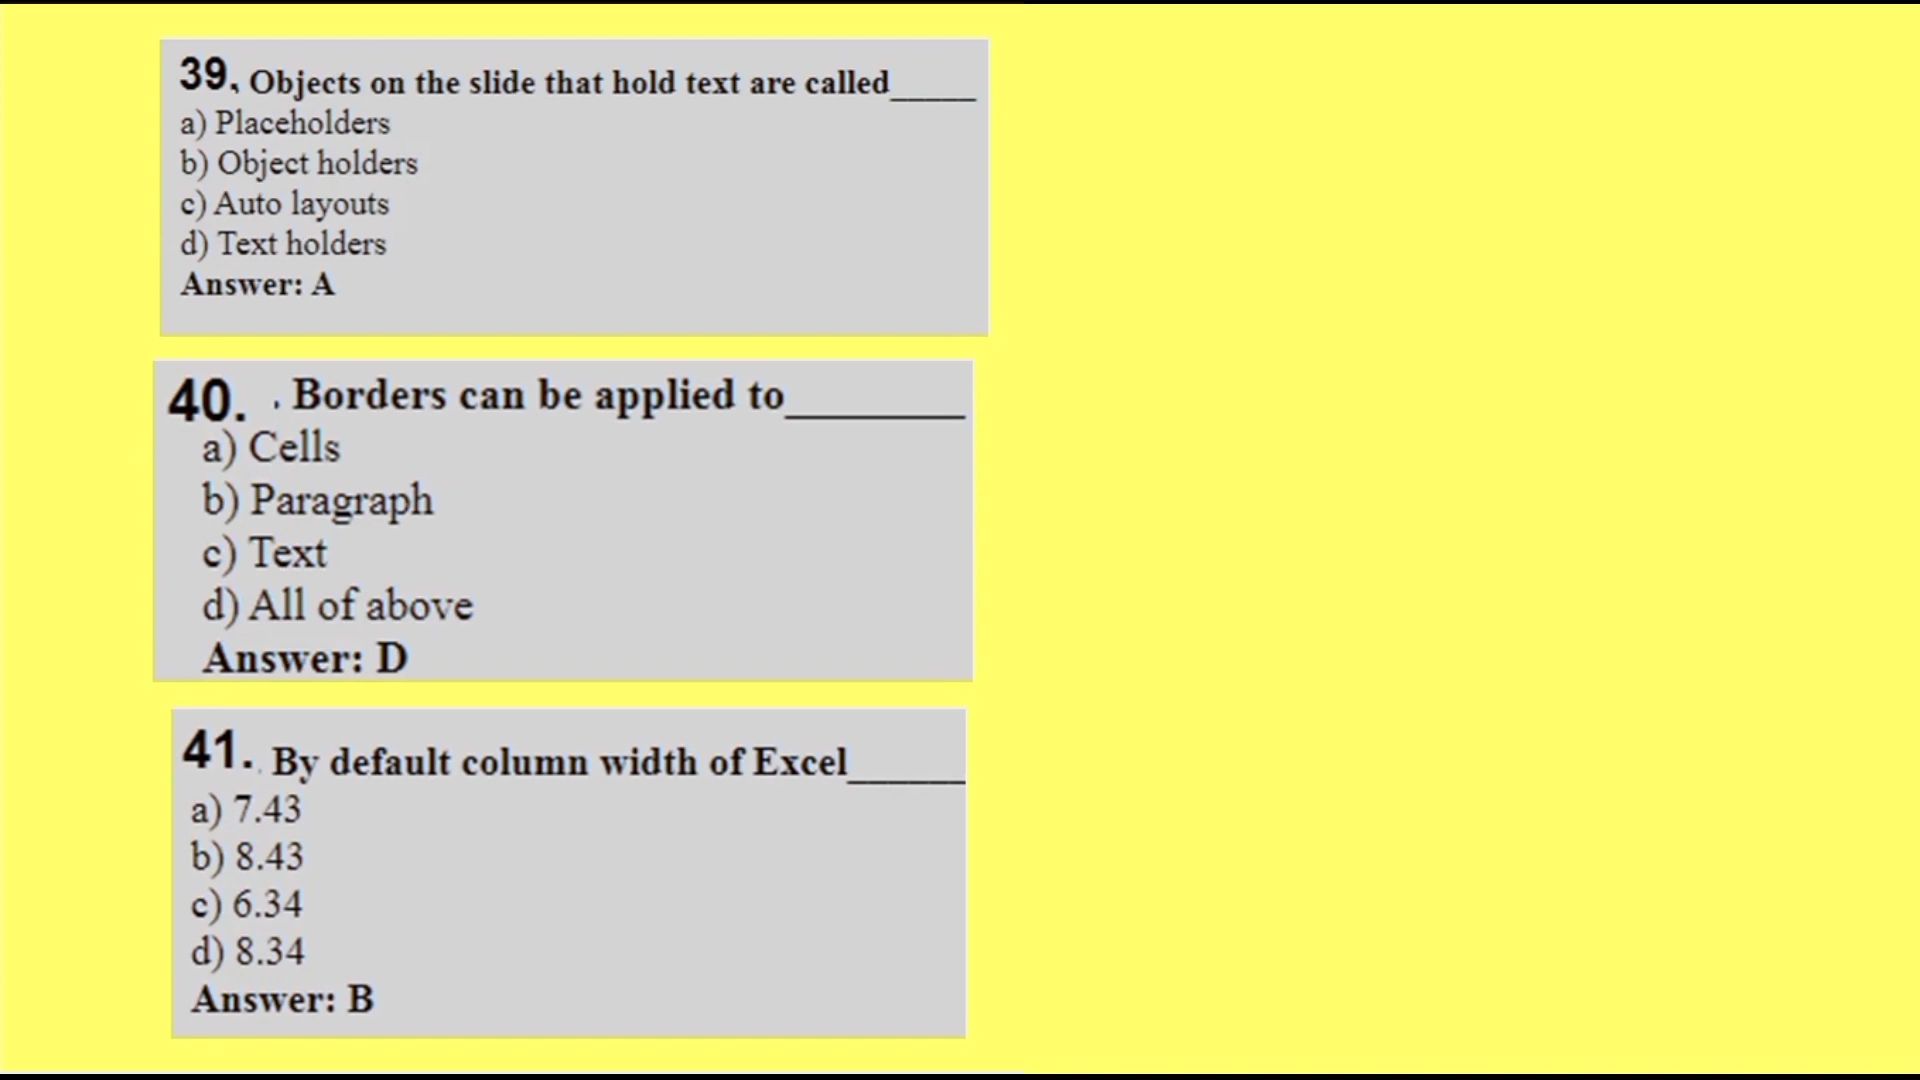 39. Objects on the slide that hold text are called_____
a) Placeholders
b) Object holders
c) Auto layouts
d) Text holders
Answer: A
40. . Borders can be applied to________
a) Cells
b) Paragraph
c) Text
d) All of above
Answer: D
41. . By default column width of Excel______
a) 7.43
b) 8.43
c) 6.34
d) 8.34
Answer: B